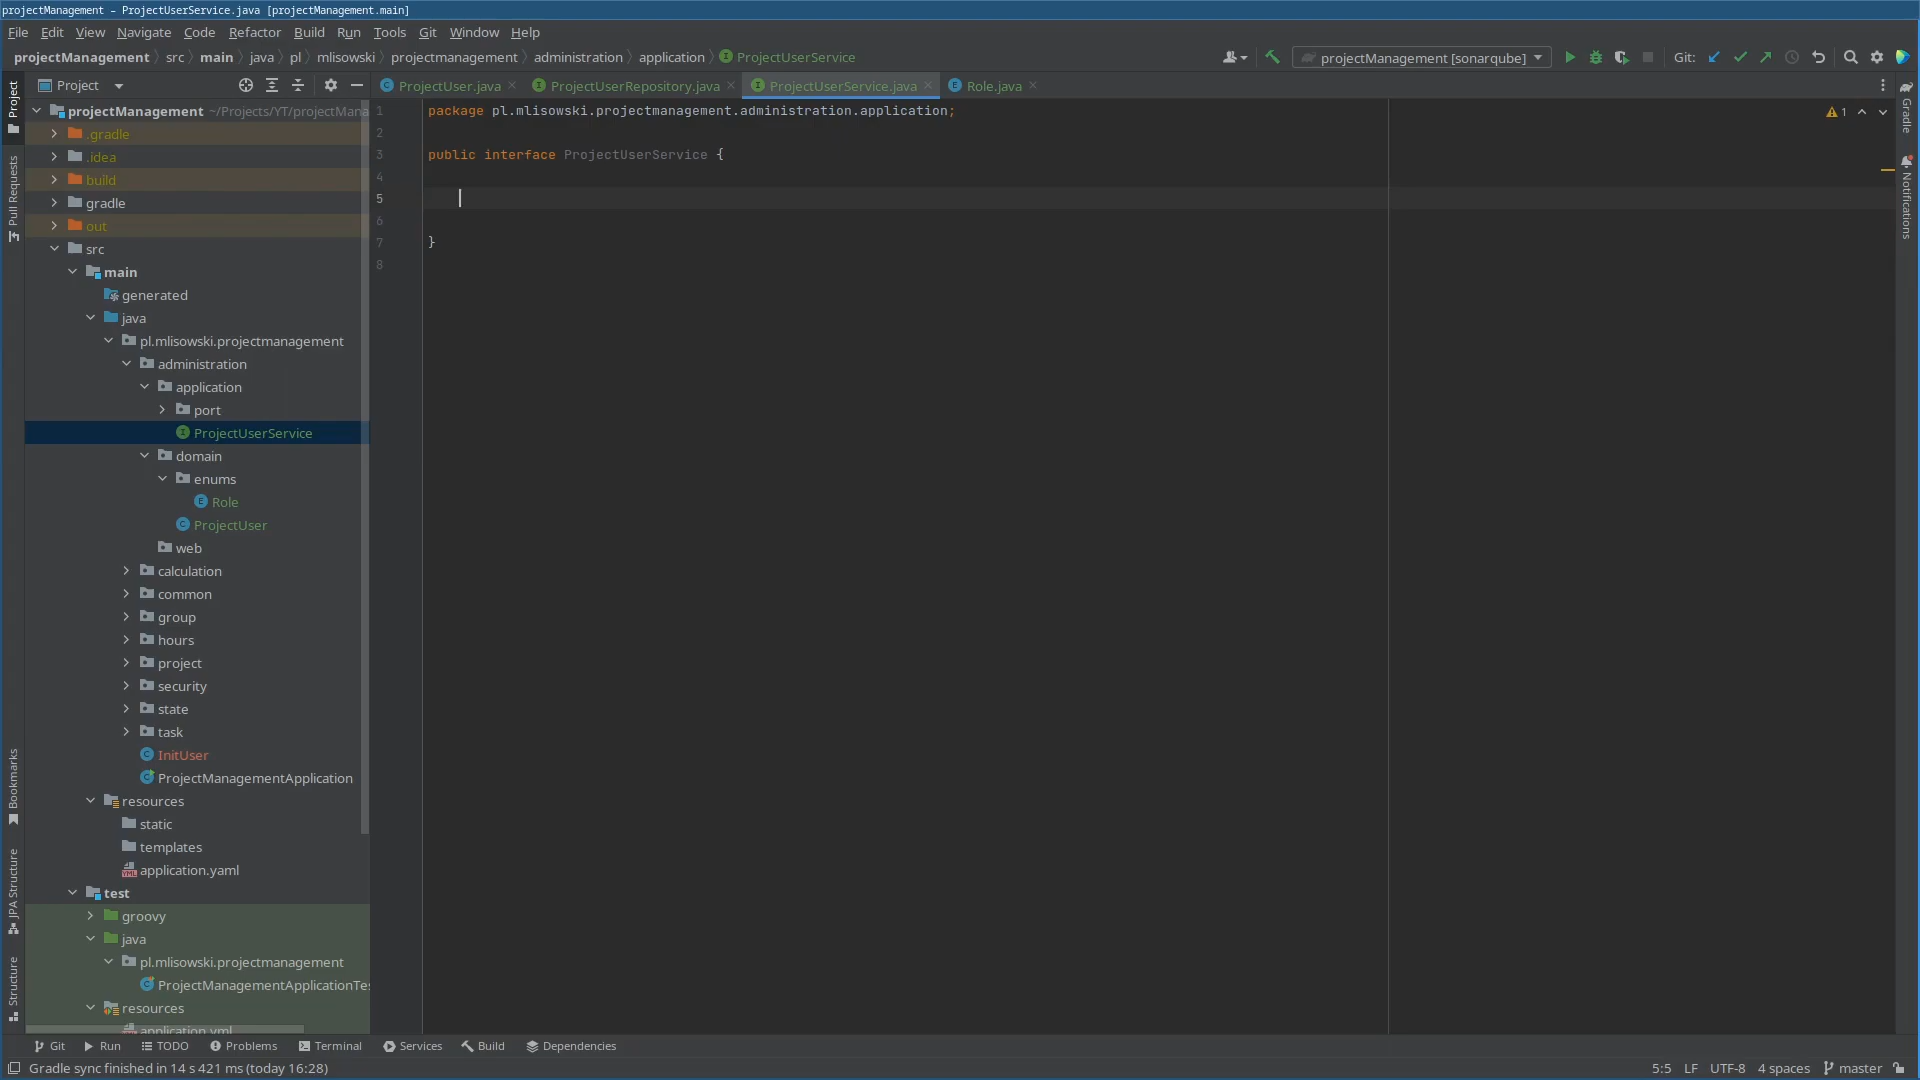 projectManagement – ProjectUserService.java [projectManagement.main]
File Edit View Navigate Code Refactor Build Run Tools Git Window Help
projectManagement src main java pl mlisowski projectmanagement administration application ProjectUserService
projectManagement [sonarqube] Git:
Project
ProjectUser.java ProjectUserRepository.java ProjectUserService.java Role.java
projectManagement ~/Projects/YT/projectMana
.gradle
.idea
build
gradle
out
src
main
generated
java
pl.mlisowski.projectmanagement
administration
application
port
ProjectUserService
domain
enums
Role
ProjectUser
web
calculation
common
group
hours
project
security
state
task
InitUser
ProjectManagementApplication
resources
static
templates
application.yaml
test
groovy
java
pl.mlisowski.projectmanagement
ProjectManagementApplicationTes
resources
application.yml
1 package pl.mlisowski.projectmanagement.administration.application;
2
3 public interface ProjectUserService {
4
5
6
7 }
8
1
Project
Pull Requests
Bookmarks
JPA Structure
Structure
Gradle
Notifications
Git Run TODO Problems Terminal Services Build Dependencies
Gradle sync finished in 14 s 421 ms (today 16:28)
5:5 LF UTF-8 4 spaces master